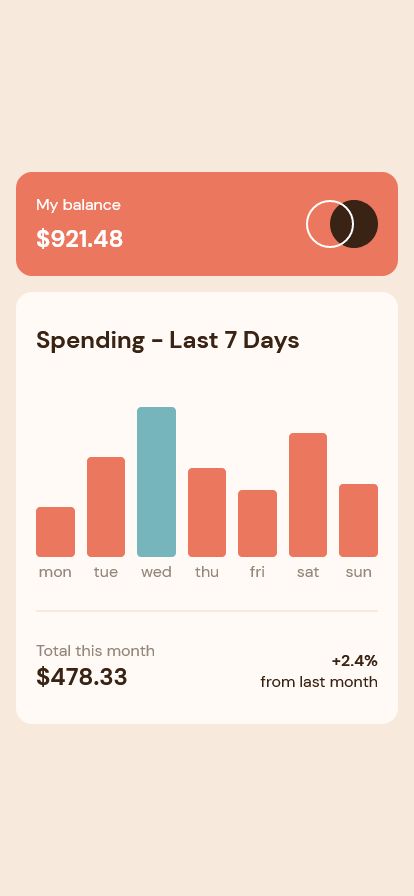 My balance
$921.48
Spending - Last 7 Days
mon tue wed thu fri sat sun
Total this month
$478.33
+2.4%
from last month